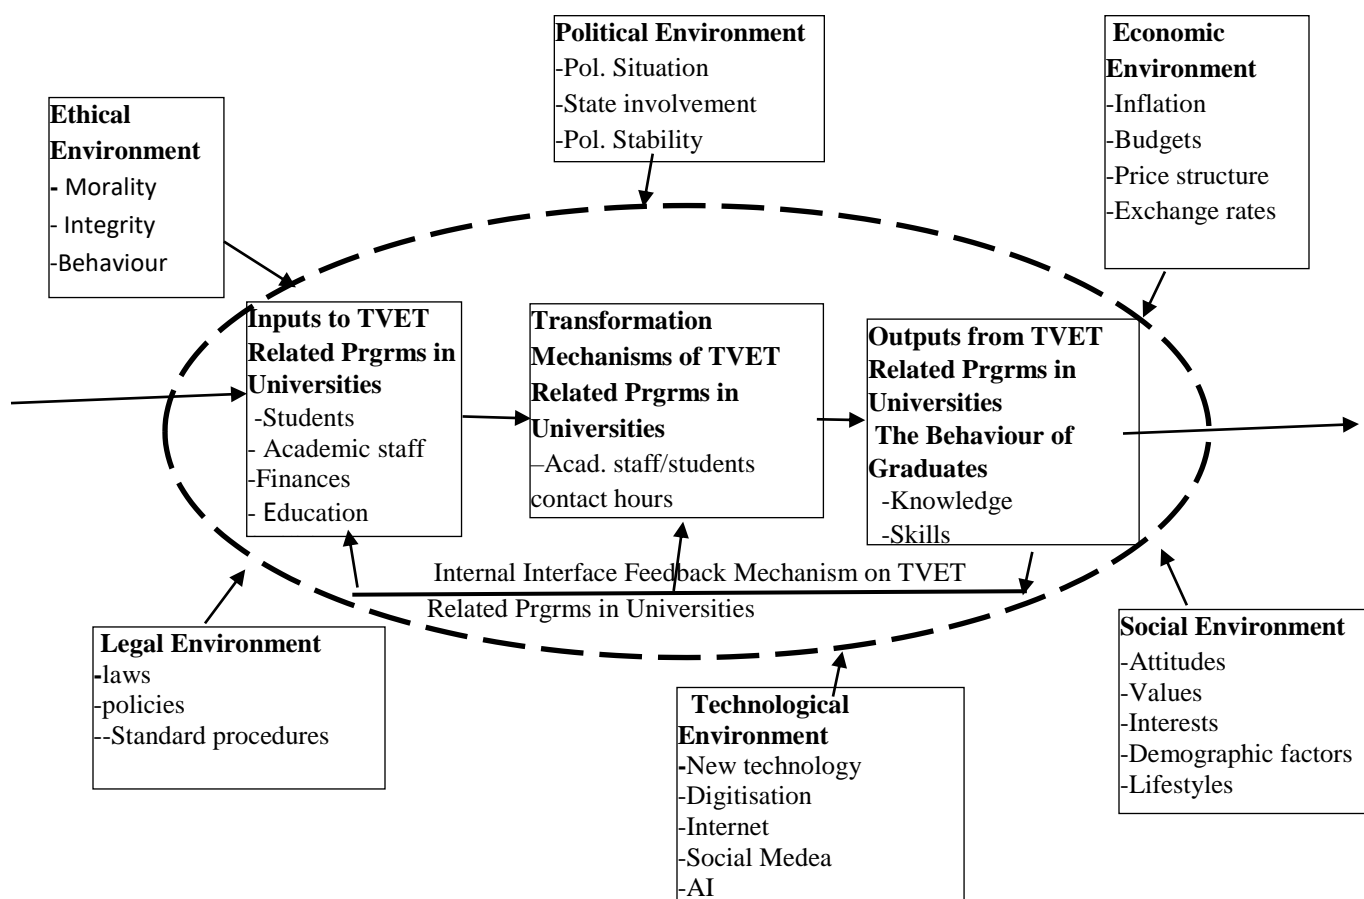 Political Environment
-Pol. Situation
-State involvement
-Pol. Stability
Economic
Environment
-Inflation
-Budgets
-Price structure
-Exchange rates
Ethical
Environment
- Morality
- Integrity
-Behaviour
Inputs to TVET
Related Prgrms in
Universities
-Students
- Academic staff
-Finances
- Education
Transformation
Mechanisms of TVET
Related Prgrms in
Universities
–Acad. staff/students
contact hours
Outputs from TVET
Related Prgrms in
Universities
The Behaviour of
Graduates
-Knowledge
-Skills
Internal Interface Feedback Mechanism on TVET
Related Prgrms in Universities
Legal Environment
-laws
-policies
--Standard procedures
Technological
Environment
-New technology
-Digitisation
-Internet
-Social Medea
-AI
Social Environment
-Attitudes
-Values
-Interests
-Demographic factors
-Lifestyles